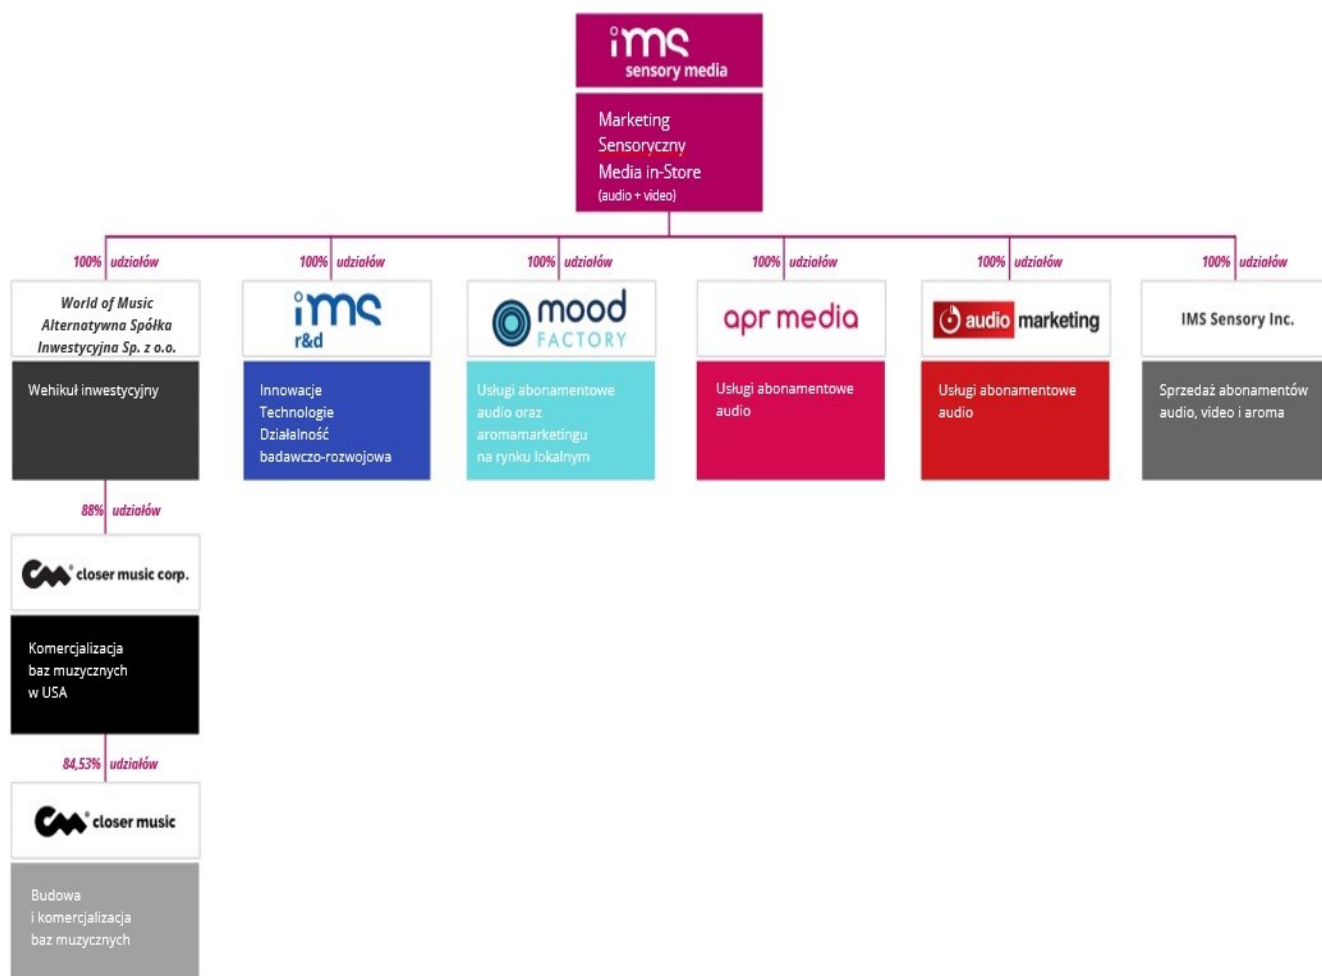 ims
sensory media
Marketing
Sensoryczny
Media in-Store
(audio + video)
100% udziałów
100% udziałów
100% udziałów
100% udziałów
100% udziałów
100% udziałów
World of Music
Alternatywna Spółka
Inwestycyjna Sp. z o.o.
Wehikuł inwestycyjny
ims
r&d
Innowacje
Technologie
Działalność
badawczo-rozwojowa
mood
FACTORY
Usługi abonamentowe
audio oraz
aromamarketingu
na rynku lokalnym
apr media
Usługi abonamentowe
audio
audio marketing
Usługi abonamentowe
audio
IMS Sensory Inc.
Sprzedaż abonamentów
audio, video i aroma
88% udziałów
cm® closer music corp.
Komercjalizacja
baz muzycznych
w USA
84,53% udziałów
cm® closer music
Budowa
i komercjalizacja
baz muzycznych